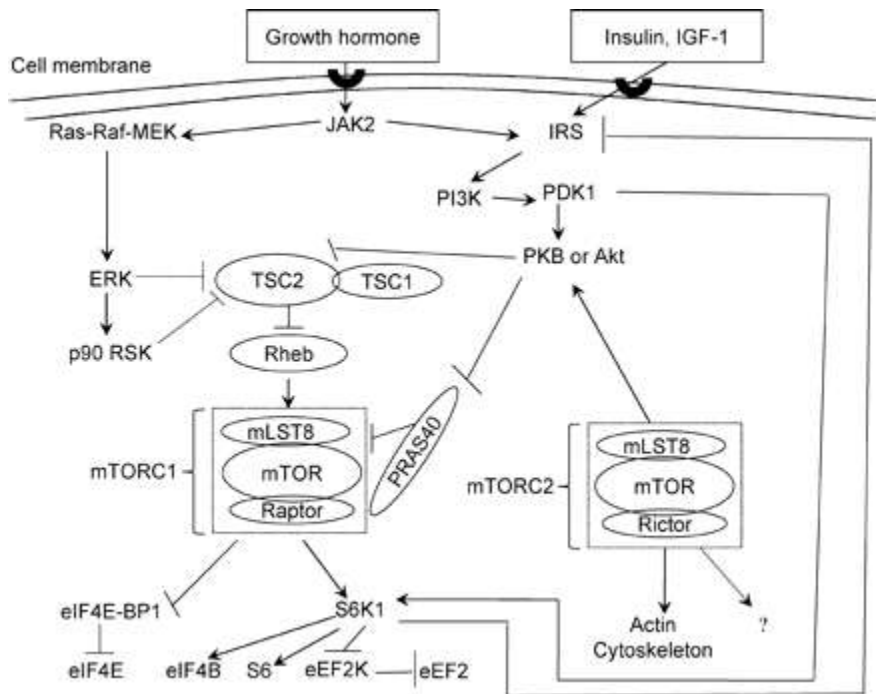 Growth hormone
Insulin, IGF-1
Cell membrane
Ras-Raf-MEK
JAK2
IRS
PI3K
PDK1
PKB or Akt
ERK
TSC2
TSC1
p90 RSK
Rheb
PRAS40
mTORC1
mLST8
mTOR
Raptor
mTORC2
mLST8
mTOR
Rictor
eIF4E-BP1
S6K1
Actin
Cytoskeleton
?
eIF4E
eIF4B
S6
eEF2K
eEF2